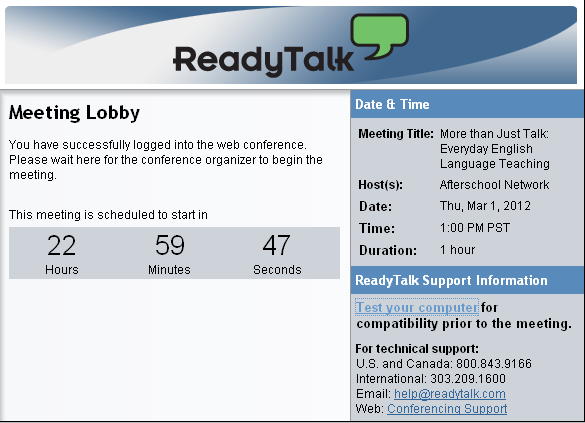 ReadyTalk
Meeting Lobby
You have successfully logged into the web conference.
Please wait here for the conference organizer to begin the
meeting.
This meeting is scheduled to start in
22 59 47
Hours Minutes Seconds
Date & Time
Meeting Title: More than Just Talk:
Everyday English
Language Teaching
Host(s): Afterschool Network
Date: Thu, Mar 1, 2012
Time: 1:00 PM PST
Duration: 1 hour
ReadyTalk Support Information
Test your computer for
compatibility prior to the meeting.
For technical support:
U.S. and Canada: 800.843.9166
International: 303.209.1600
Email: help@readytalk.com
Web: Conferencing Support